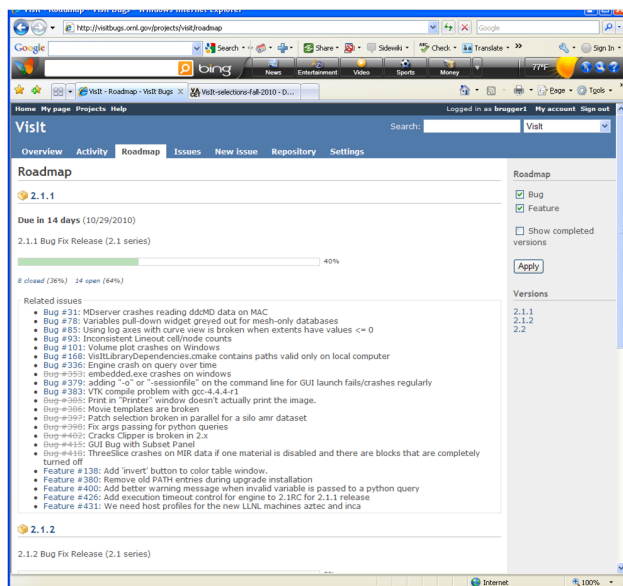 http://visitbugs.ornl.gov/projects/visit/roadmap
Google
Google
Search
Share
Sidewiki
Check
Translate
Sign In
bing
News
Entertainment
Video
Sports
Money
77°F
VisIt - Roadmap - VisIt Bugs
VisIt-selections-fall-2010 - D...
Page
Tools
Home My page Projects Help
Logged in as brugger1 My account Sign out
VisIt
Search:
VisIt
Overview Activity Roadmap Issues New issue Repository Settings
Roadmap
2.1.1
Due in 14 days (10/29/2010)
2.1.1 Bug Fix Release (2.1 series)
40%
8 closed (36%) 14 open (64%)
Related issues
Bug #31: MDserver crashes reading ddcMD data on MAC
Bug #78: Variables pull-down widget greyed out for mesh-only databases
Bug #85: Using log axes with curve view is broken when extents have values <= 0
Bug #93: Inconsistent Lineout cell/node counts
Bug #101: Volume plot crashes on Windows
Bug #168: VisItLibraryDependencies.cmake contains paths valid only on local computer
Bug #336: Engine crash on query over time
Bug #353: embedded.exe crashes on windows
Bug #379: adding "-o" or "-sessionfile" on the command line for GUI launch fails/crashes regularly
Bug #383: VTK compile problem with gcc-4.4.4-r1
Bug #385: Print in "Printer" window doesn't actually print the image.
Bug #386: Movie templates are broken
Bug #397: Patch selection broken in parallel for a silo amr dataset
Bug #398: Fix args passing for python queries
Bug #402: Cracks Clipper is broken in 2.x
Bug #415: GUI Bug with Subset Panel
Bug #418: ThreeSlice crashes on MIR data if one material is disabled and there are blocks that are completely
turned off
Feature #138: Add 'invert' button to color table window.
Feature #380: Remove old PATH entries during upgrade installation
Feature #400: Add better warning message when invalid variable is passed to a python query
Feature #426: Add execution timeout control for engine to 2.1RC for 2.1.1 release
Feature #431: We need host profiles for the new LLNL machines aztec and inca
2.1.2
2.1.2 Bug Fix Release (2.1 series)
Roadmap
Bug
Feature
Show completed
versions
Apply
Versions
2.1.1
2.1.2
2.2
Internet
100%